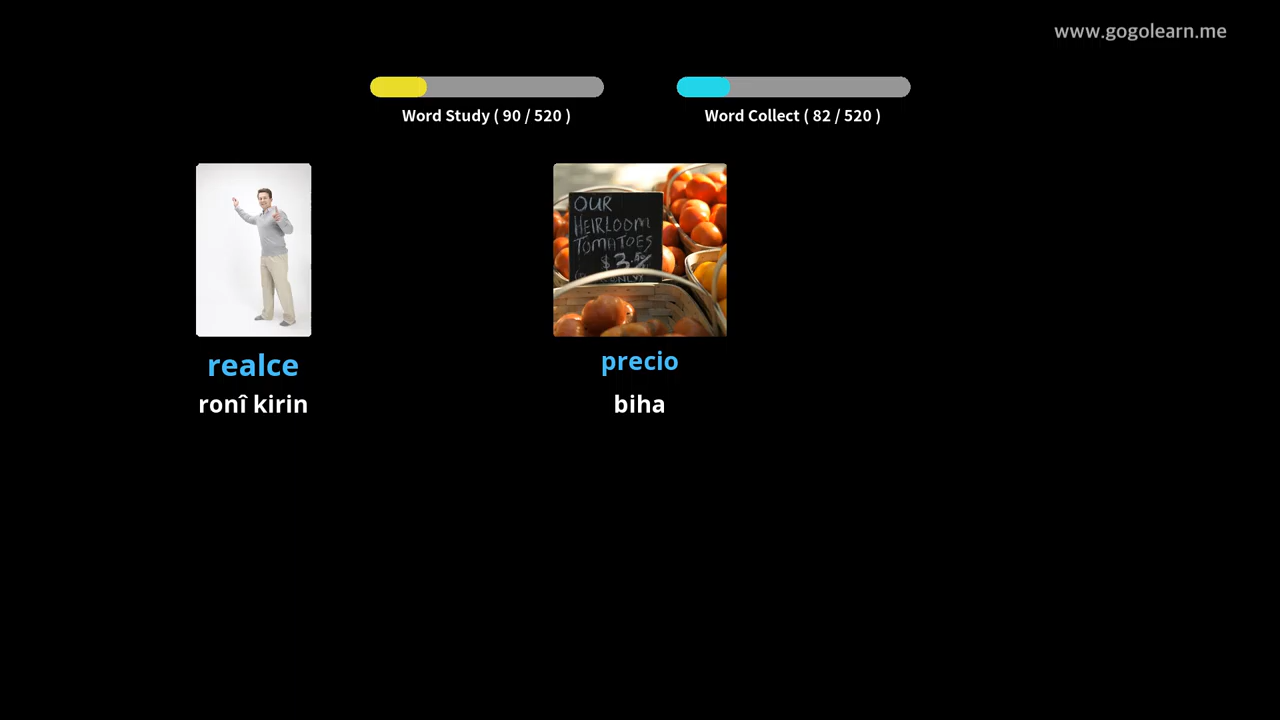 www.gogolearn.me
Word Study ( 90 / 520 )
Word Collect ( 82 / 520 )
OUR
HEIRLOOM
TOMATOES
realce
precio
ronî kirin
biha